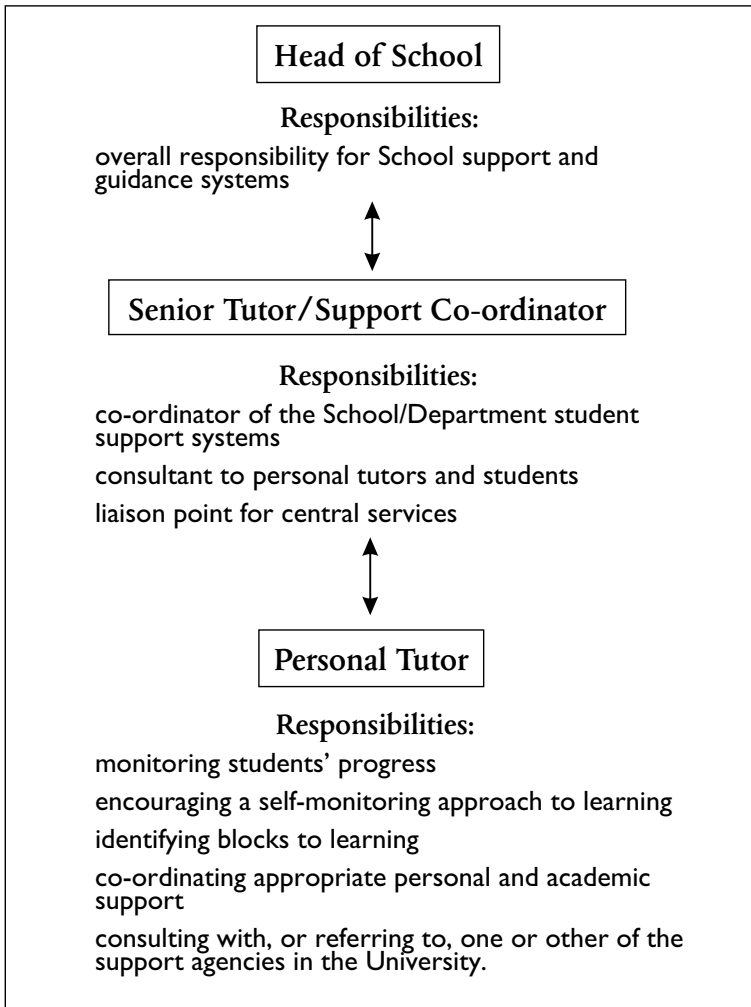 Head of School
Responsibilities:
overall responsibility for School support and
guidance systems
Senior Tutor/Support Co-ordinator
Responsibilities:
co-ordinator of the School/Department student
support systems
consultant to personal tutors and students
liaison point for central services
Personal Tutor
Responsibilities:
monitoring students’ progress
encouraging a self-monitoring approach to learning
identifying blocks to learning
co-ordinating appropriate personal and academic
support
consulting with, or referring to, one or other of the
support agencies in the University.